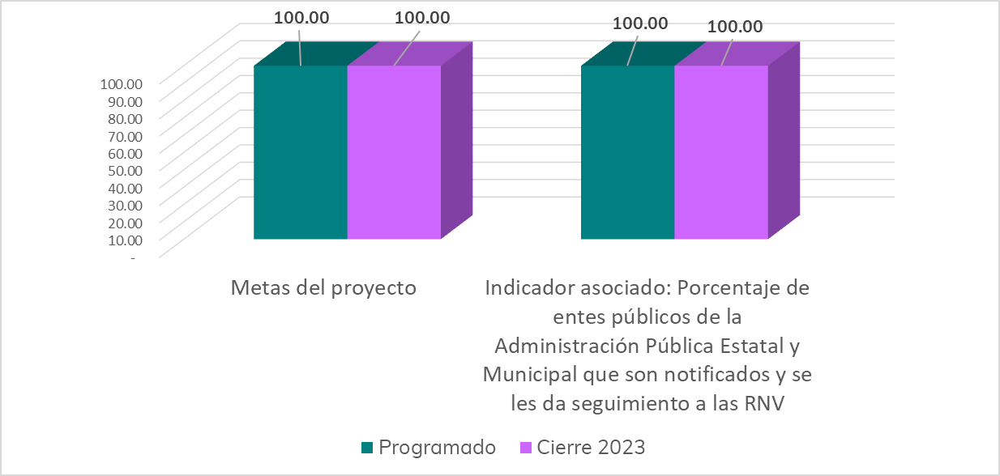 100.00
100.00
100.00
100.00
100.00
90.00
80.00
70.00
60.00
50.00
40.00
30.00
20.00
10.00
-
Metas del proyecto
Indicador asociado: Porcentaje de
entes públicos de la
Administración Pública Estatal y
Municipal que son notificados y se
les da seguimiento a las RNV
Programado
Cierre 2023